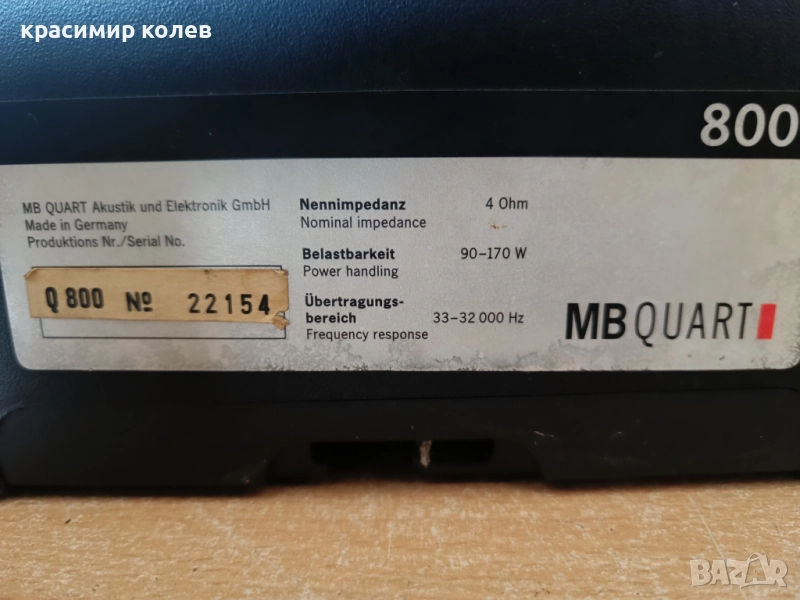 красимир колев
800
MB QUART Akustik und Elektronik GmbH
Made in Germany
Produktions Nr./Serial No.
Q 800 № 22154
Nennimpedanz 4 Ohm
Nominal impedance
Belastbarkeit 90–170 W
Power handling
Übertragungs-
bereich 33–32 000 Hz
Frequency response
MB QUART
BAZAR